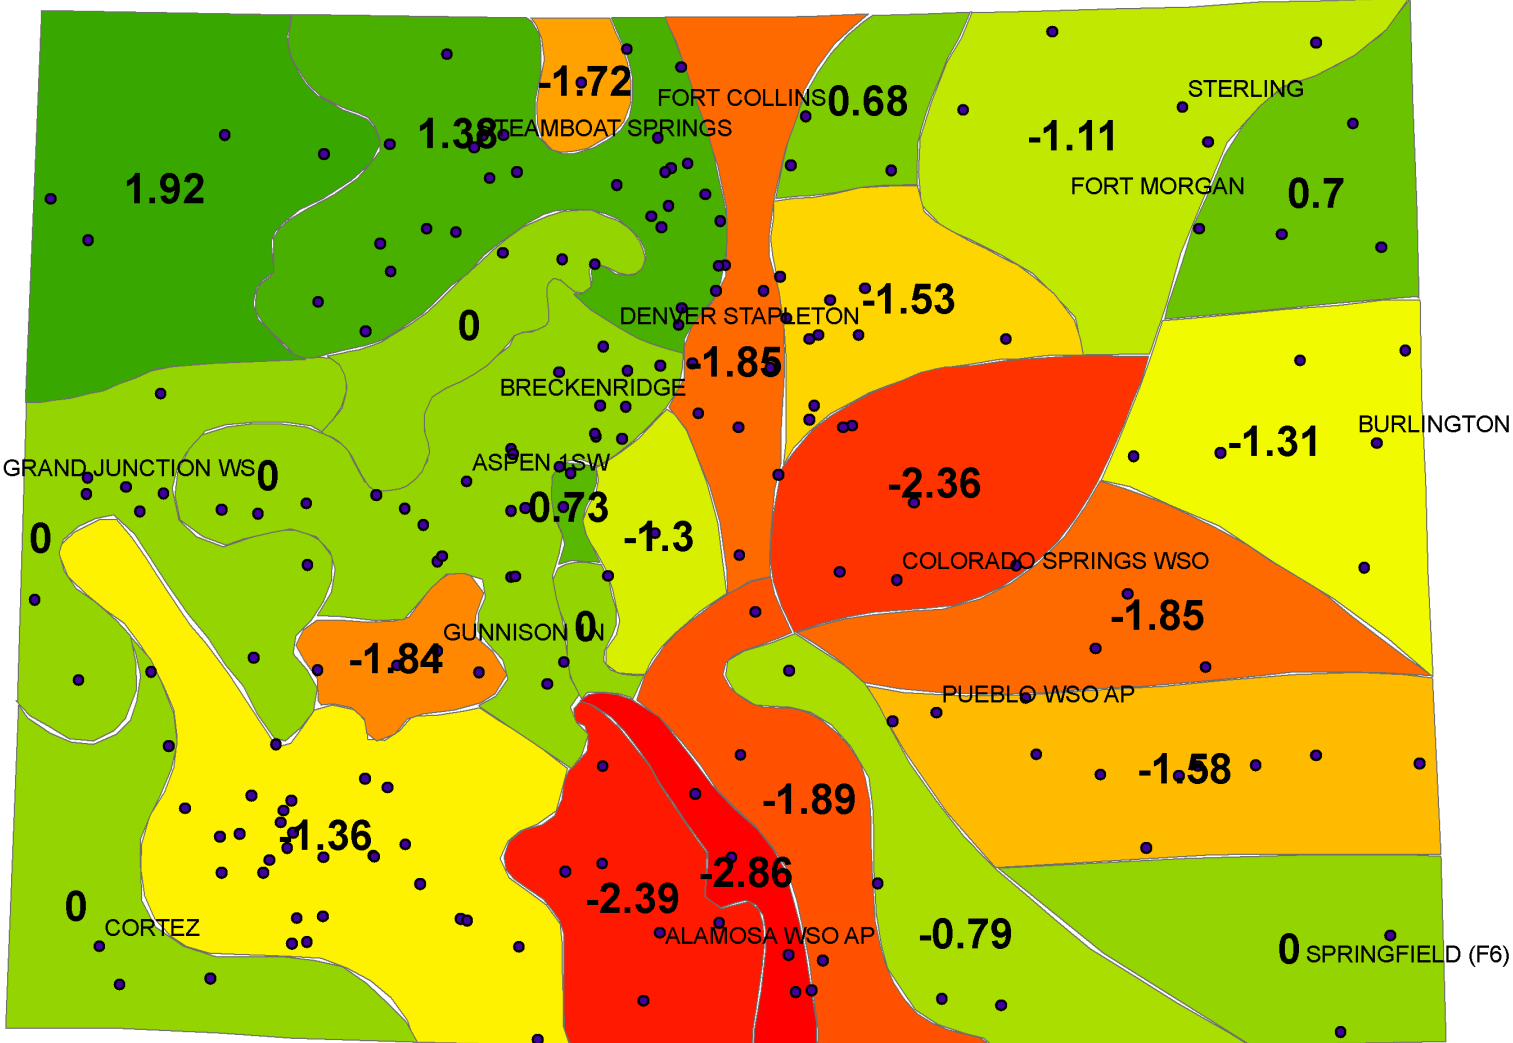 -1.72
STERLING
FORT COLLINS
0.68
1.38
STEAMBOAT SPRINGS
-1.11
1.92
FORT MORGAN
0.7
-1.53
DENVER STAPLETON
0
-1.85
BRECKENRIDGE
BURLINGTON
-1.31
GRAND JUNCTION WS
0
ASPEN 1SW
-2.36
0.73
0
-1.3
COLORADO SPRINGS WSO
-1.85
GUNNISON 1N
0
-1.84
PUEBLO WSO AP
-1.58
-1.89
-1.36
-2.86
-2.39
0
CORTEZ
ALAMOSA WSO AP
-0.79
0
SPRINGFIELD (F6)